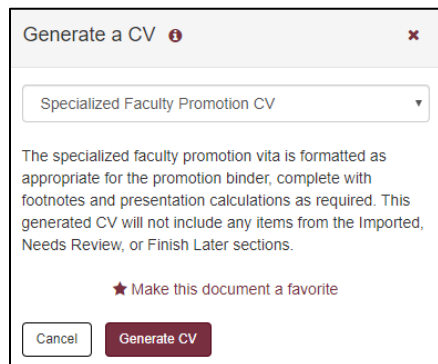 Generate a CV
Specialized Faculty Promotion CV
The specialized faculty promotion vita is formatted as
appropriate for the promotion binder, complete with
footnotes and presentation calculations as required. This
generated CV will not include any items from the Imported,
Needs Review, or Finish Later sections.
Make this document a favorite
Cancel Generate CV